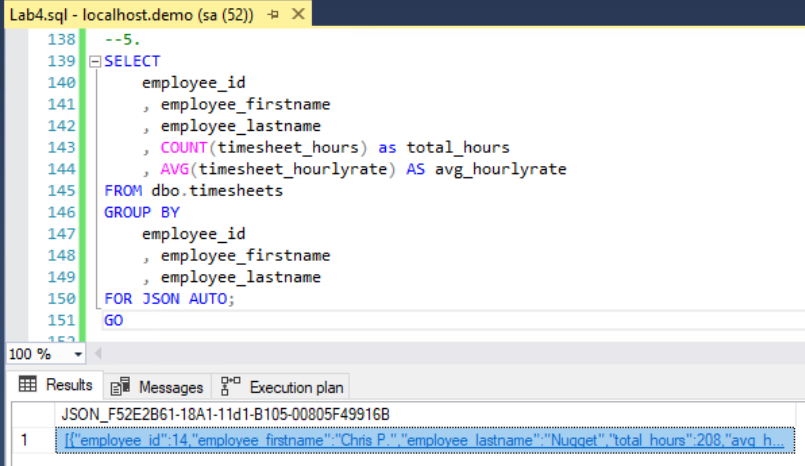 Lab4.sql - localhost.demo (sa (52))
138 --5.
139 SELECT
140 employee_id
141 , employee_firstname
142 , employee_lastname
143 , COUNT(timesheet_hours) as total_hours
144 , AVG(timesheet_hourlyrate) AS avg_hourlyrate
145 FROM dbo.timesheets
146 GROUP BY
147 employee_id
148 , employee_firstname
149 , employee_lastname
150 FOR JSON AUTO;
151 GO
152
100 %
Results Messages Execution plan
JSON_F52E2B61-18A1-11d1-B105-00805F49916B
1 [{"employee_id":14,"employee_firstname":"Chris P.","employee_lastname":"Nugget","total_hours":208,"avg_h...